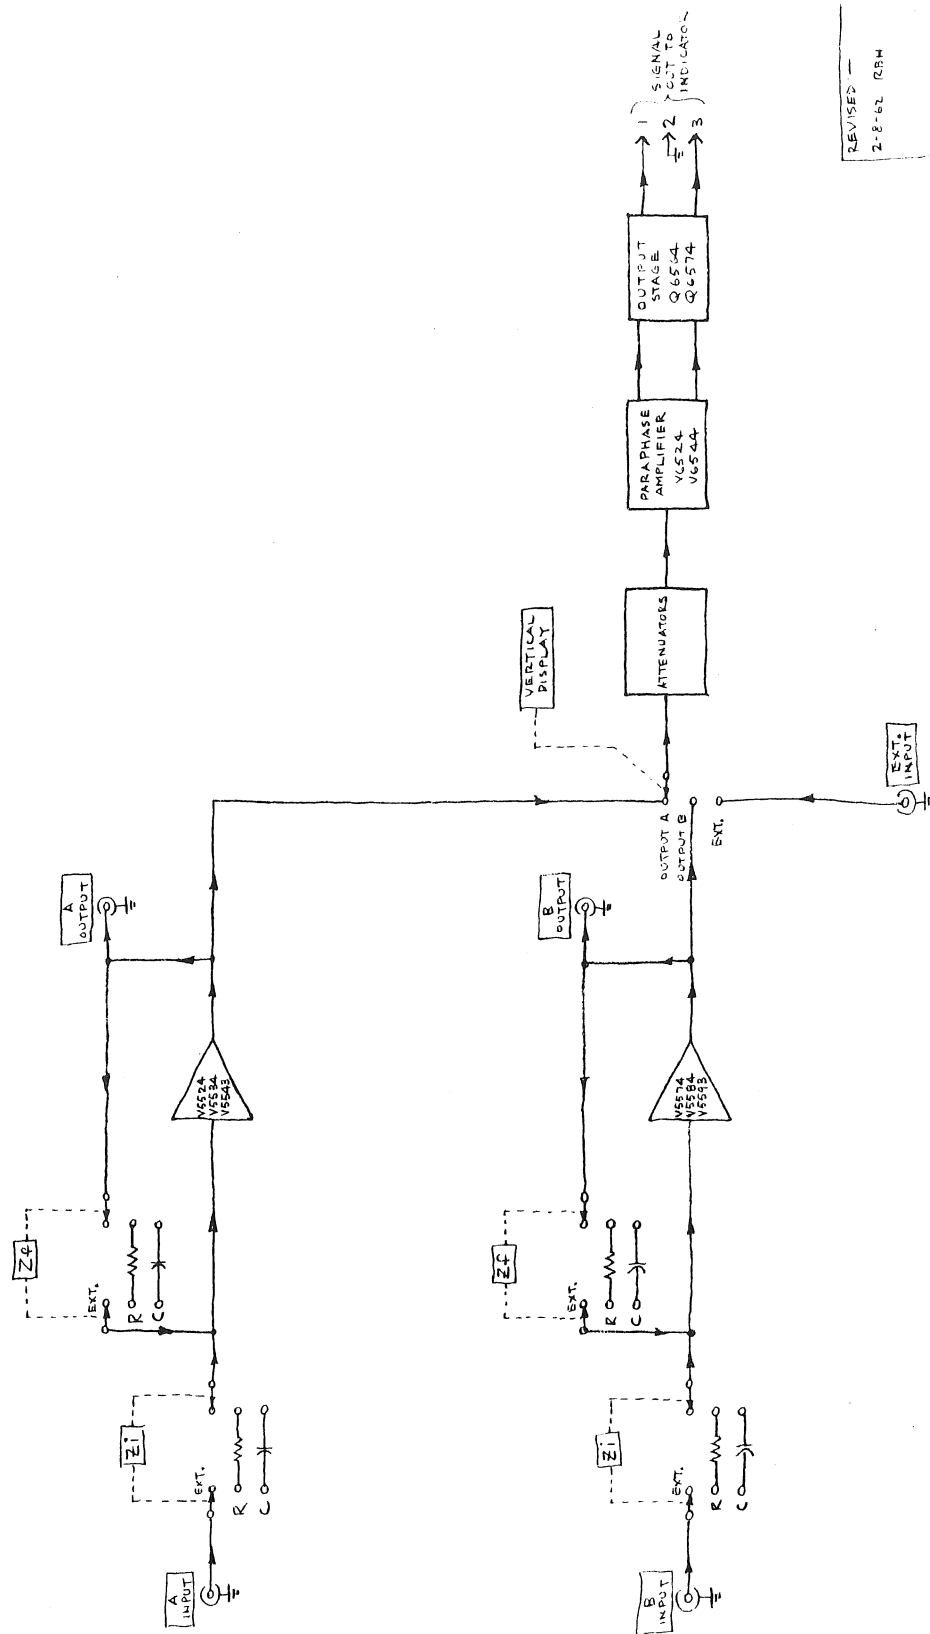 A
INPUT
Zi
EXT.
R
C
Zf
EXT.
R
C
V5524
V5534
V5543
A
OUTPUT
B
INPUT
Zi
EXT.
R
C
Zf
EXT.
R
C
V5574
V5584
V5593
B
OUTPUT
OUTPUT A
OUTPUT B
EXT.
EXT.
INPUT
VERTICAL
DISPLAY
ATTENUATORS
PARAPHASE
AMPLIFIER
V6524
V6544
OUTPUT
STAGE
Q6564
Q6574
1
2
3
SIGNAL
OUT TO
INDICATOR
REVISED —
2-8-62 RBH